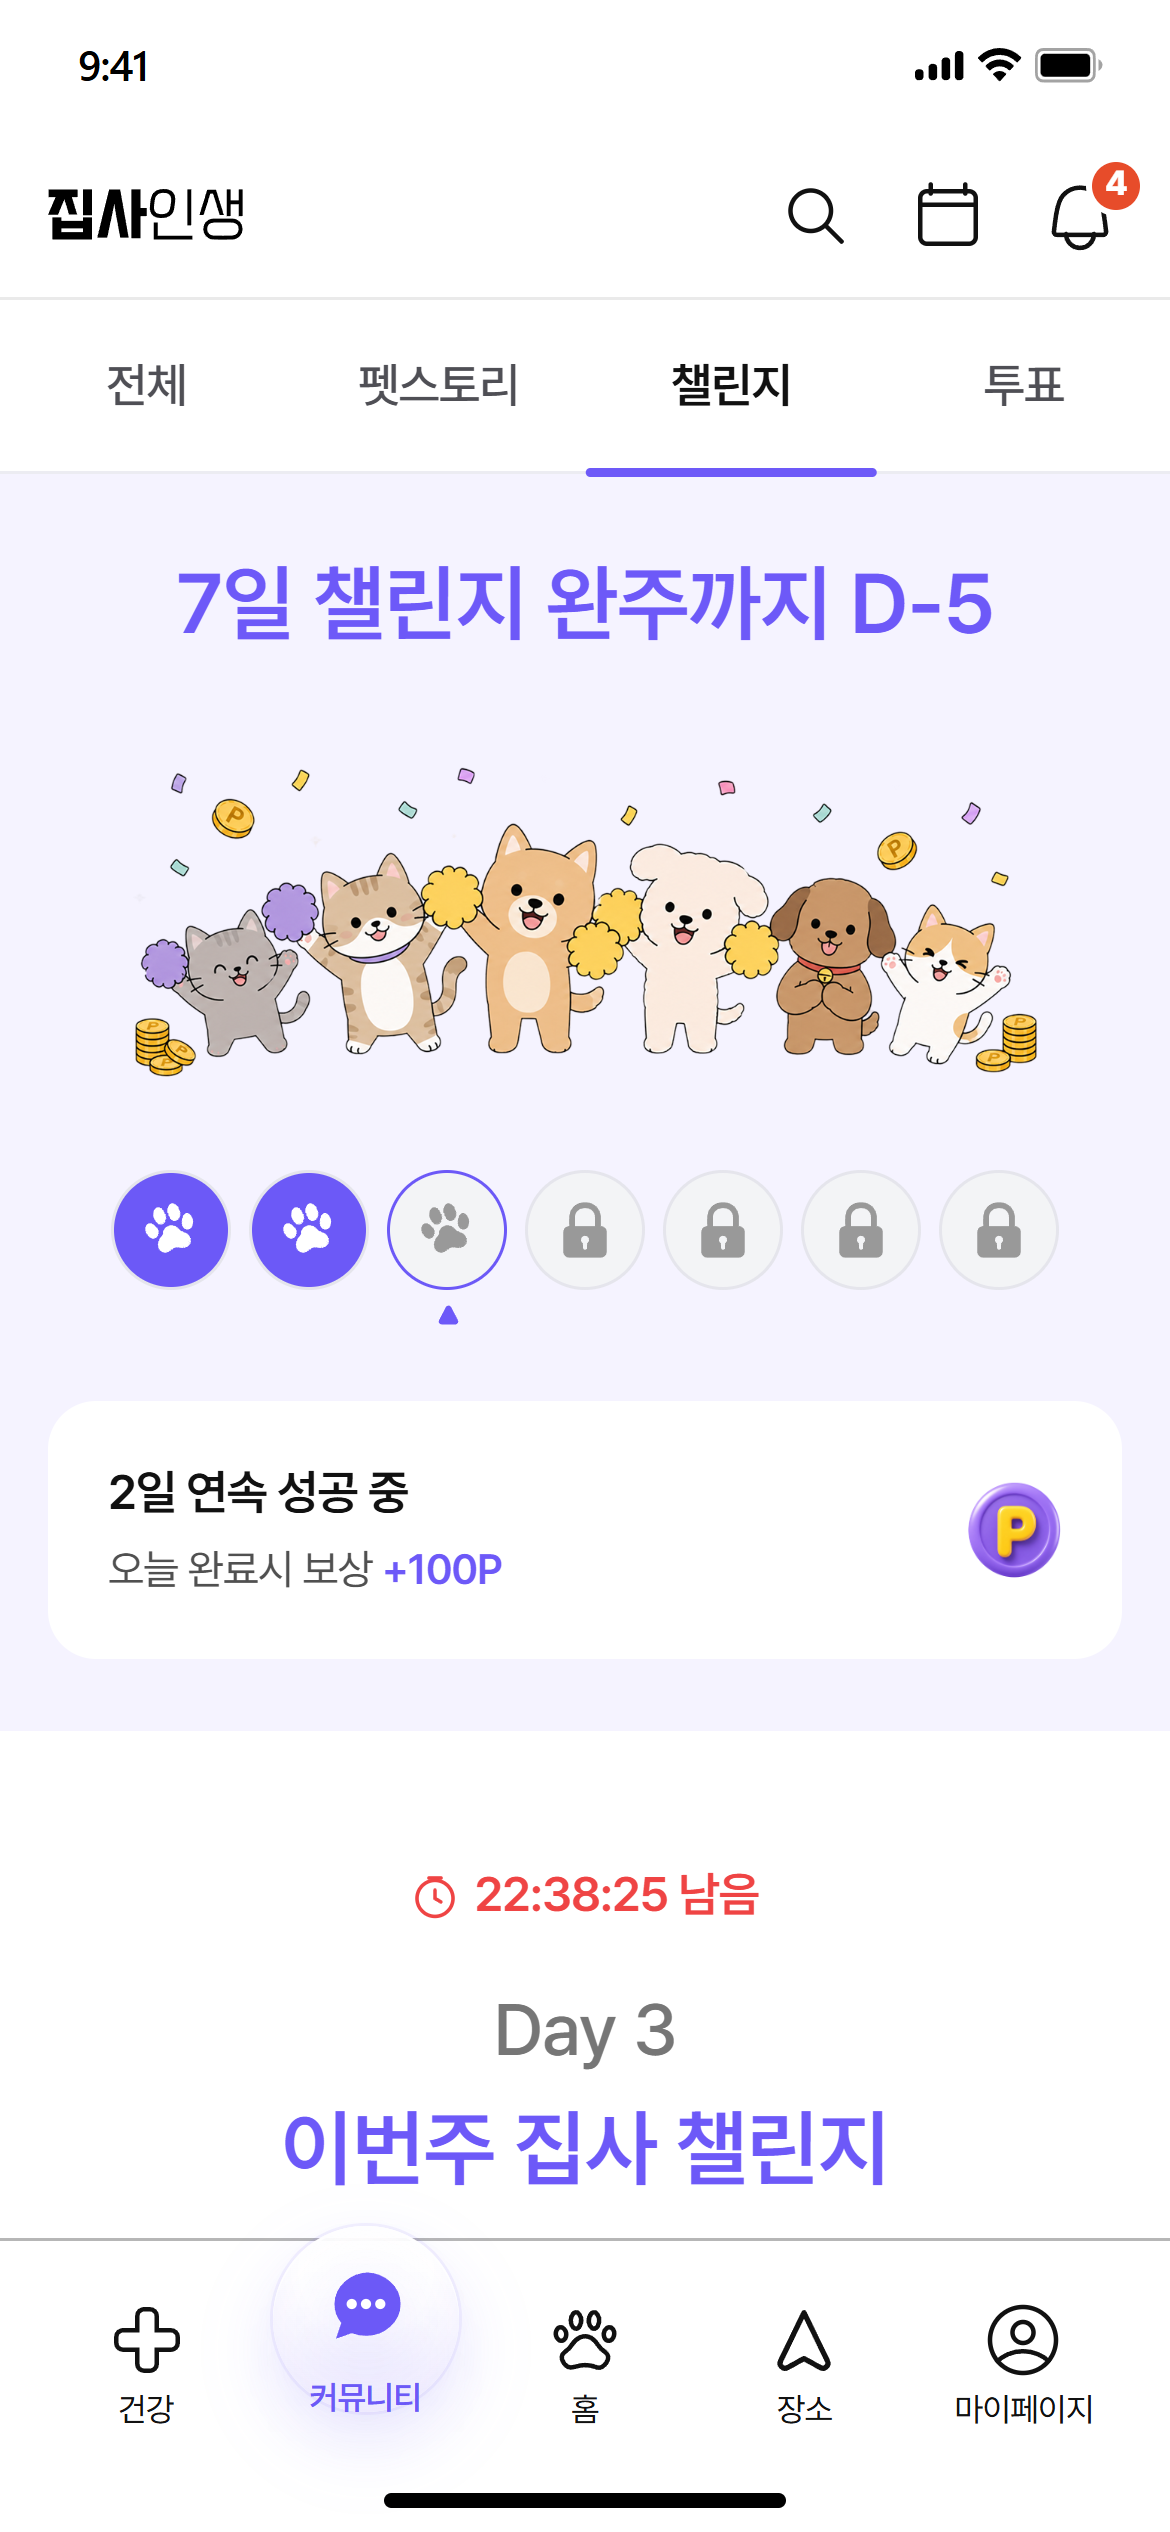 9:41
집사인생
4
전체 펫스토리 챌린지 투표
7일 챌린지 완주까지 D-5
P
P
P
P
P
P
P
2일 연속 성공 중
오늘 완료시 보상 +100P
P
22:38:25 남음
Day 3
이번주 집사 챌린지
건강 커뮤니티 홈 장소 마이페이지